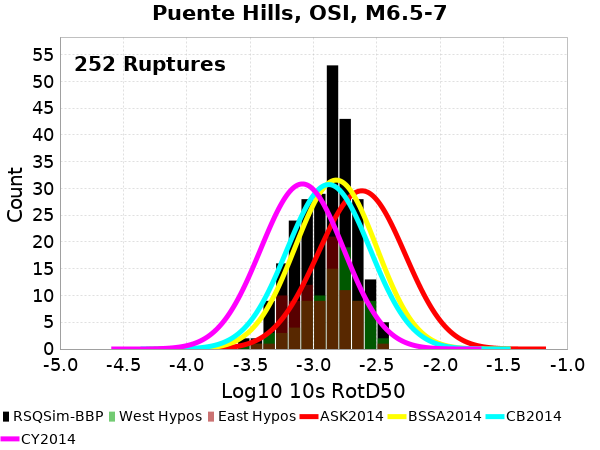 Puente Hills, OSI, M6.5-7
252 Ruptures
55
50
45
40
35
30
25
20
15
10
5
0
Count
-5.0 -4.5 -4.0 -3.5 -3.0 -2.5 -2.0 -1.5 -1.0
Log10 10s RotD50
RSQSim-BBP West Hypos East Hypos ASK2014 BSSA2014 CB2014
CY2014